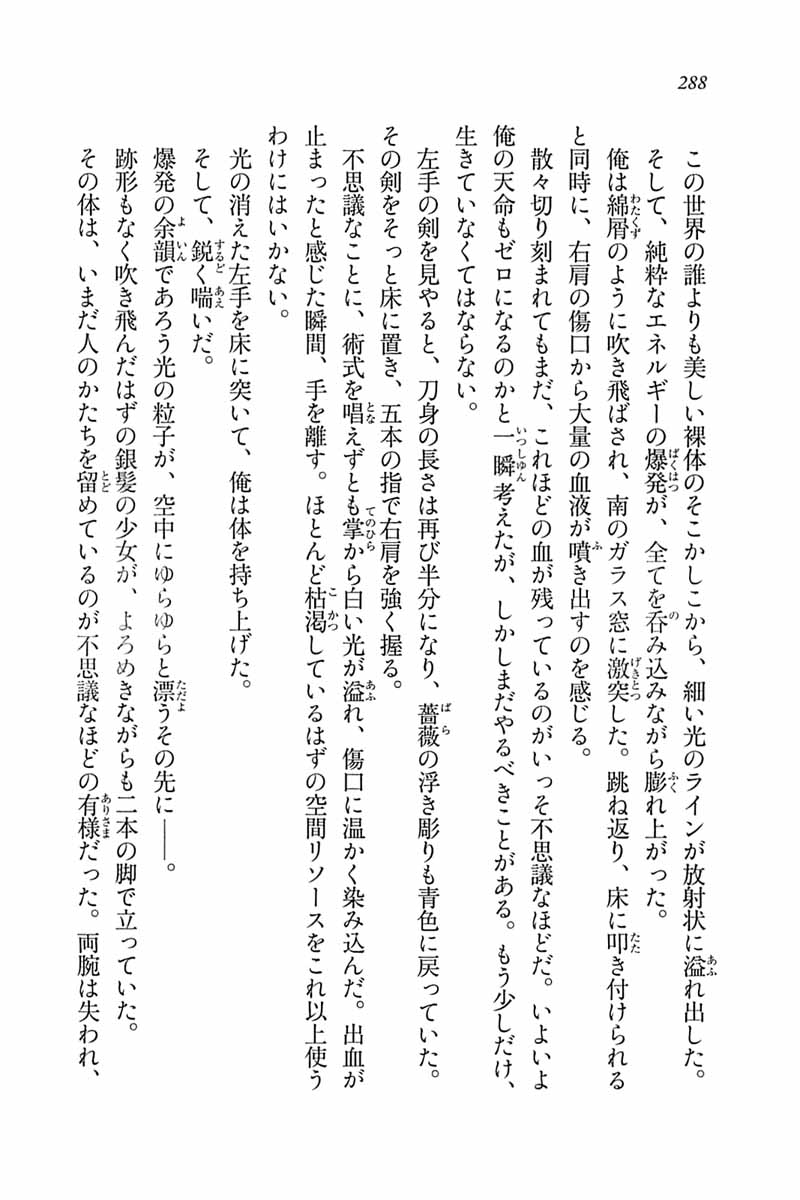 288
この世界の誰よりも美しい裸体のそこかしこから、細い光のラインが放射状に溢れ出した。
そして、純粋なエネルギーの爆発が、全てを呑み込みながら膨れ上がった。
俺は綿屑のように吹き飛ばされ、南のガラス窓に激突した。跳ね返り、床に叩き付けられる
と同時に、右肩の傷口から大量の血液が噴き出すのを感じる。
散々切り刻まれてもまだ、これほどの血が残っているのがいっそ不思議なほどだ。いよいよ
俺の天命もゼロになるのかと一瞬考えたが、しかしまだやるべきことがある。もう少しだけ、
生きていなくてはならない。
左手の剣を見やると、刀身の長さは再び半分になり、薔薇の浮き彫りも青色に戻っていた。
その剣をそっと床に置き、五本の指で右肩を強く握る。
不思議なことに、術式を唱えずとも掌から白い光が溢れ、傷口に温かく染み込んだ。出血が
止まったと感じた瞬間、手を離す。ほとんど枯渇しているはずの空間リソースをこれ以上使う
わけにはいかない。
光の消えた左手を床に突いて、俺は体を持ち上げた。
そして、鋭く喘いだ。
爆発の余韻であろう光の粒子が、空中にゆらゆらと漂うその先に――。
跡形もなく吹き飛んだはずの銀髪の少女が、よろめきながらも二本の脚で立っていた。
その体は、いまだ人のかたちを留めているのが不思議なほどの有様だった。両腕は失われ、